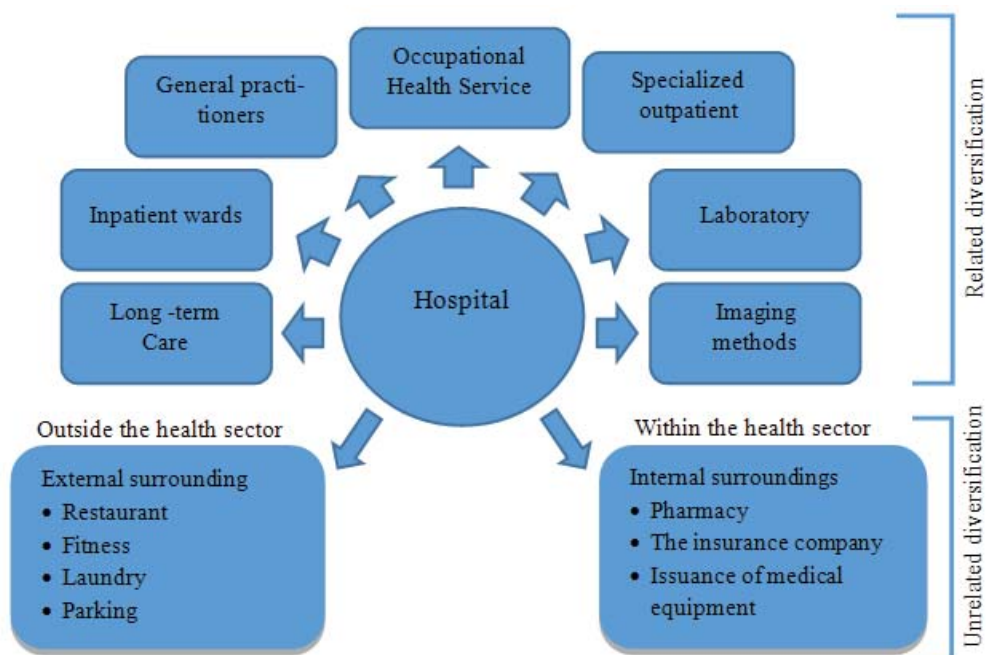 Occupational
Health Service
General practi-
tioners
Specialized
outpatient
Inpatient wards
Laboratory
Long -term
Care
Hospital
Imaging
methods
Related diversification
Outside the health sector
External surrounding
• Restaurant
• Fitness
• Laundry
• Parking
Within the health sector
Internal surroundings
• Pharmacy
• The insurance company
• Issuance of medical
equipment
Unrelated diversification